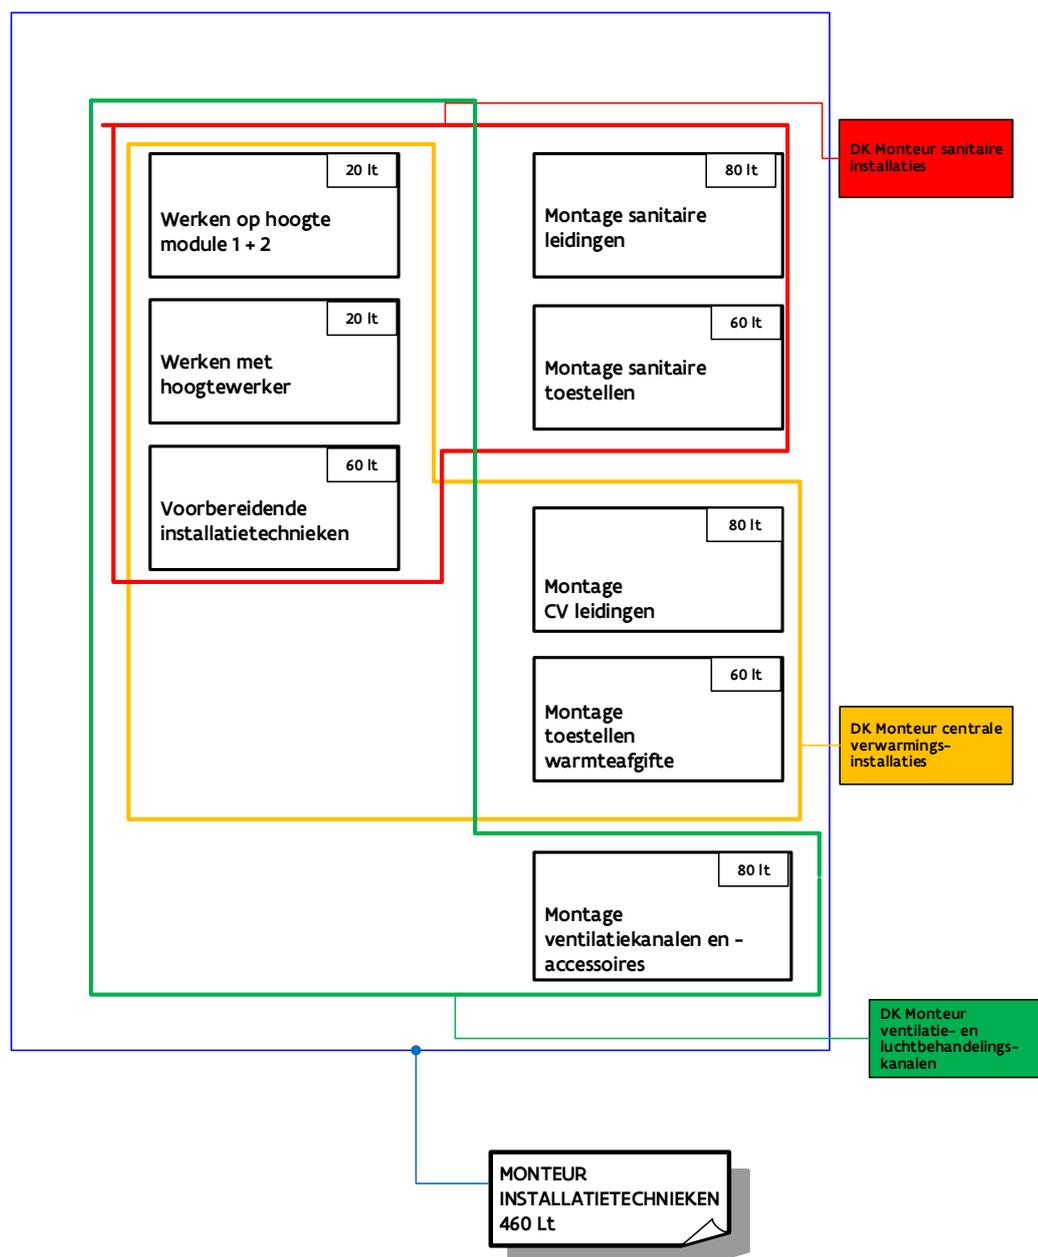 DK Monteur sanitaire
installaties
20 lt
Werken op hoogte
module 1 + 2
80 lt
Montage sanitaire
leidingen
20 lt
Werken met
hoogtewerker
60 lt
Montage sanitaire
toestellen
60 lt
Voorbereidende
installatietechnieken
80 lt
Montage
CV leidingen
60 lt
Montage
toestellen
warmteafgifte
DK Monteur centrale
verwarmings-
installaties
80 lt
Montage
ventilatiekanalen en -
accessoires
DK Monteur
ventilatie- en
luchtbehandelings-
kanalen
MONTEUR
INSTALLATIETECHNIEKEN
460 Lt